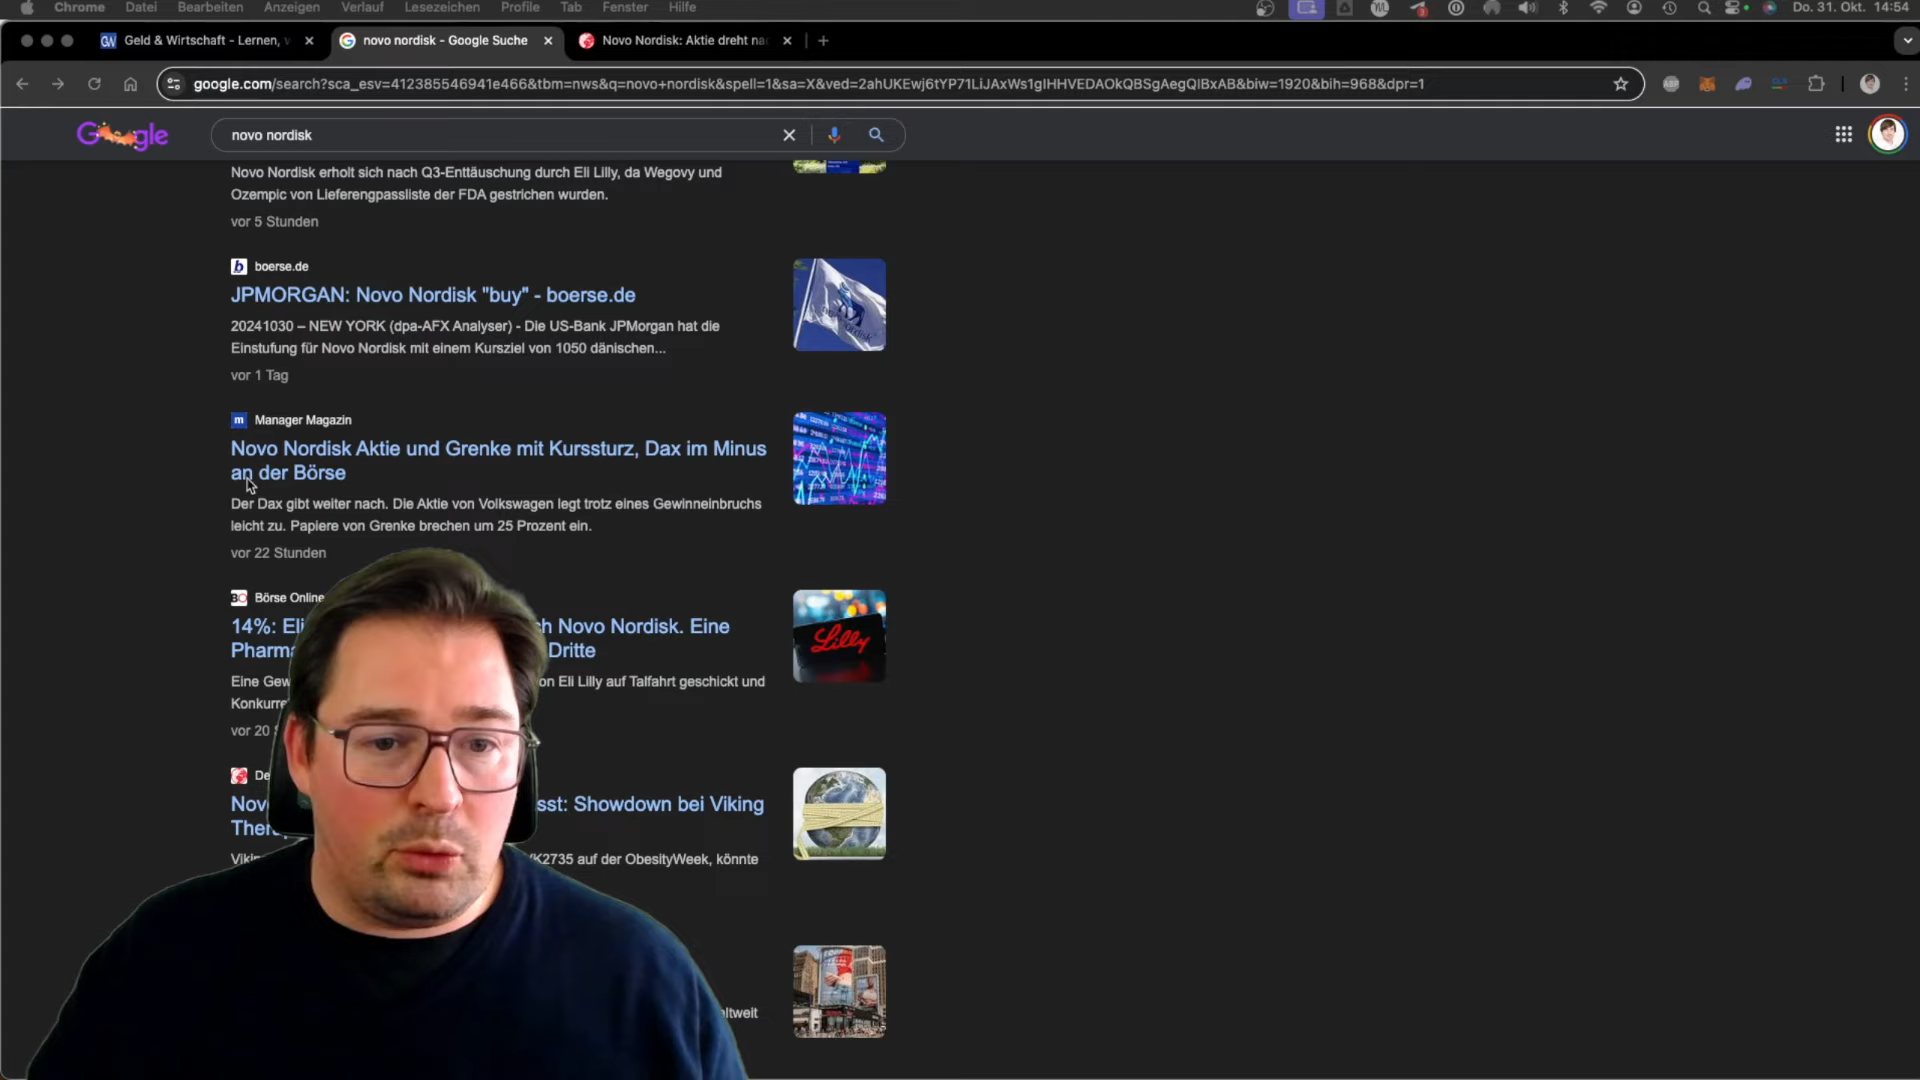 Chrome Datei Bearbeiten Anzeigen Verlauf Lesezeichen Profile Tab Fenster Hilfe Do. 31. Okt. 14:54
Geld & Wirtschaft - Lernen, novo nordisk - Google Suche Novo Nordisk: Aktie dreht
google.com/search?sca_esv=412385546941e466&tbm=nws&q=novo+nordisk&spell=1&sa=X&ved=2ahUKEwj6tYP71LiJAxWs1gIHHVEDAOkQBSgAegQIBxAB&biw=1920&bih=968&dpr=1
Google novo nordisk
Novo Nordisk erholt sich nach Q3-Enttäuschung durch Eli Lilly, da Wegovy und
Ozempic von Lieferengpassliste der FDA gestrichen wurden.
vor 5 Stunden
boerse.de
JPMORGAN: Novo Nordisk "buy" - boerse.de
20241030 – NEW YORK (dpa-AFX Analyser) - Die US-Bank JPMorgan hat die
Einstufung für Novo Nordisk mit einem Kursziel von 1050 dänischen...
vor 1 Tag
m Manager Magazin
Novo Nordisk Aktie und Grenke mit Kurssturz, Dax im Minus
an der Börse
Der Dax gibt weiter nach. Die Aktie von Volkswagen legt trotz eines Gewinneinbruchs
leicht zu. Papiere von Grenke brechen um 25 Prozent ein.
vor 22 Stunden
BO Börse Online
14%: Eli Novo Nordisk. Eine
Dritte
Lilly
Eine on Eli Lilly auf Talfahrt geschickt und
vor 20
Showdown bei Viking
VK2735 auf der ObesityWeek, könnte